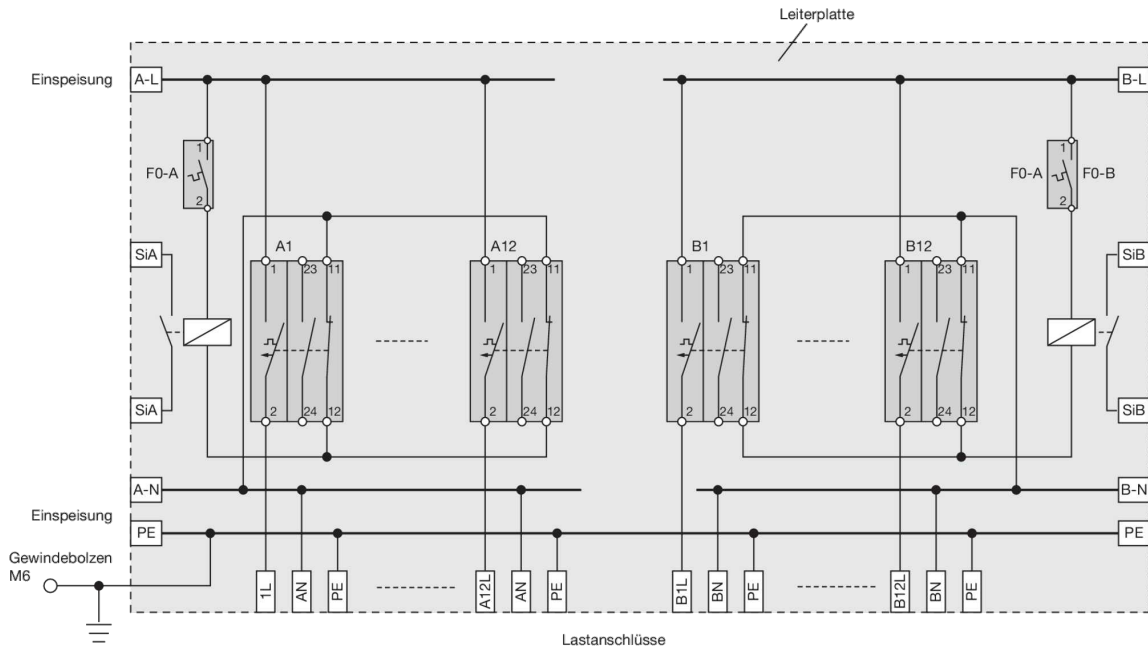 Leiterplatte
Einspeisung
A-L
B-L
1
1
F0-A
F0-A
F0-B
2
2
SiA
A1
A12
B1
B12
SiB
1
23
11
1
23
11
1
23
11
1
23
11
SiA
2
24
12
2
24
12
2
24
12
2
24
12
SiB
A-N
B-N
Einspeisung
PE
PE
Gewindebolzen
M6
1L
AN
PE
A12L
AN
PE
B1L
BN
PE
B12L
BN
PE
Lastanschlüsse